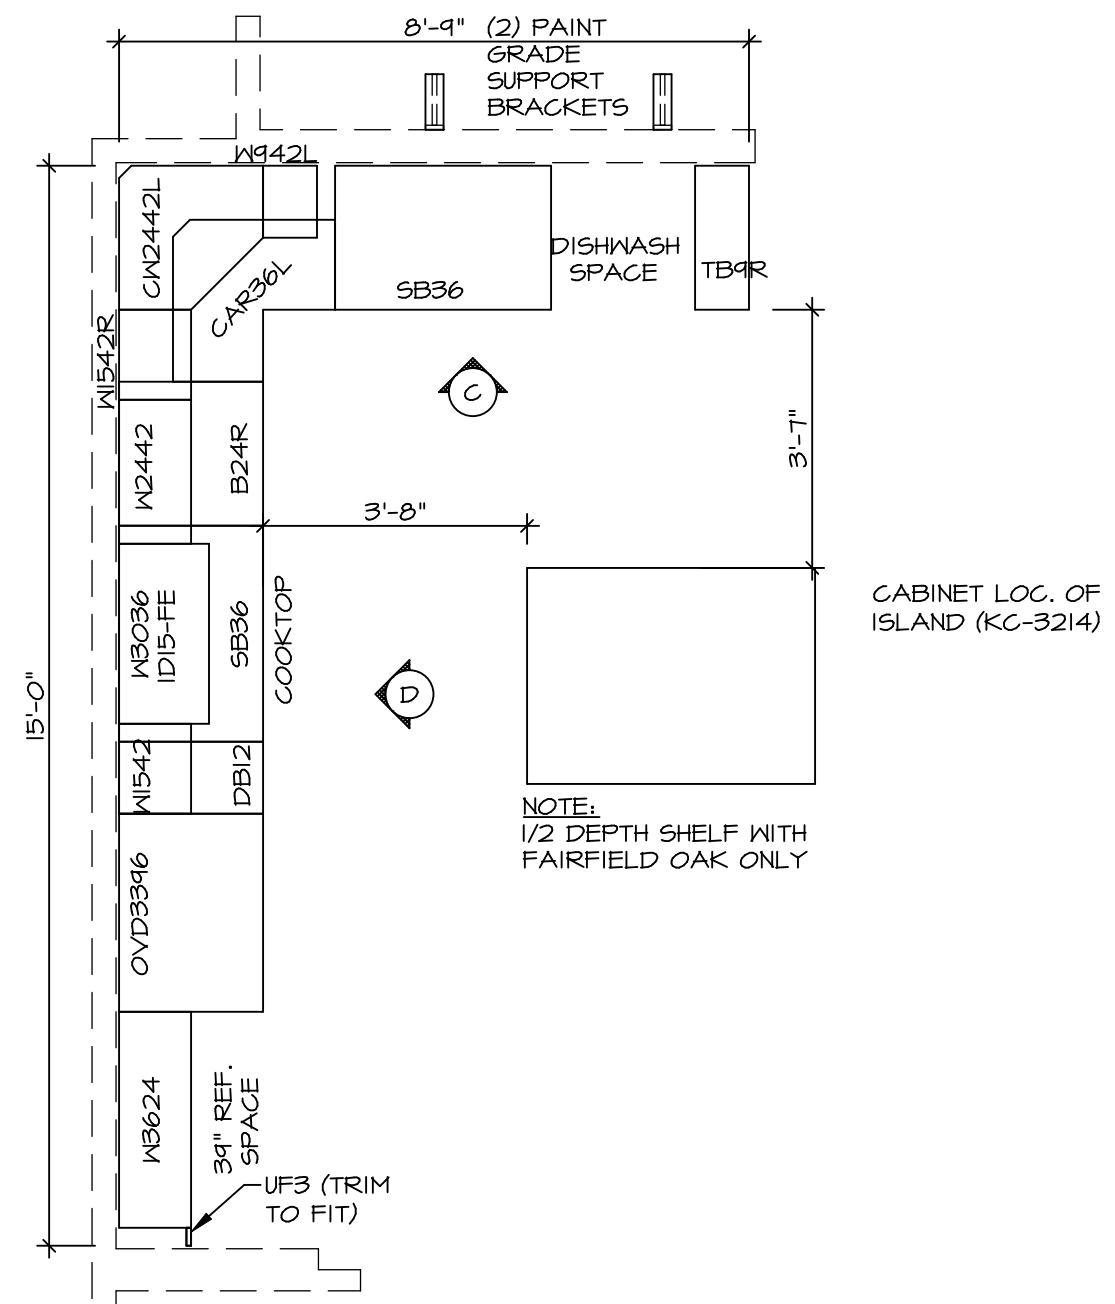 8'-9" (2) PAINT
GRADE
SUPPORT
BRACKETS
W942L
CW2442L
CAR36L
SB36
DISHWASH
SPACE
TB9R
W1542R
C
W2442
B24R
3'-7"
3'-8"
CABINET LOC. OF
ISLAND (KC-3214)
W3036
1D15-FE
SB36
COOKTOP
D
15'-0"
W1542
DB12
NOTE:
1/2 DEPTH SHELF WITH
FAIRFIELD OAK ONLY
OVD3396
W3624
39" REF.
SPACE
UF3 (TRIM
TO FIT)